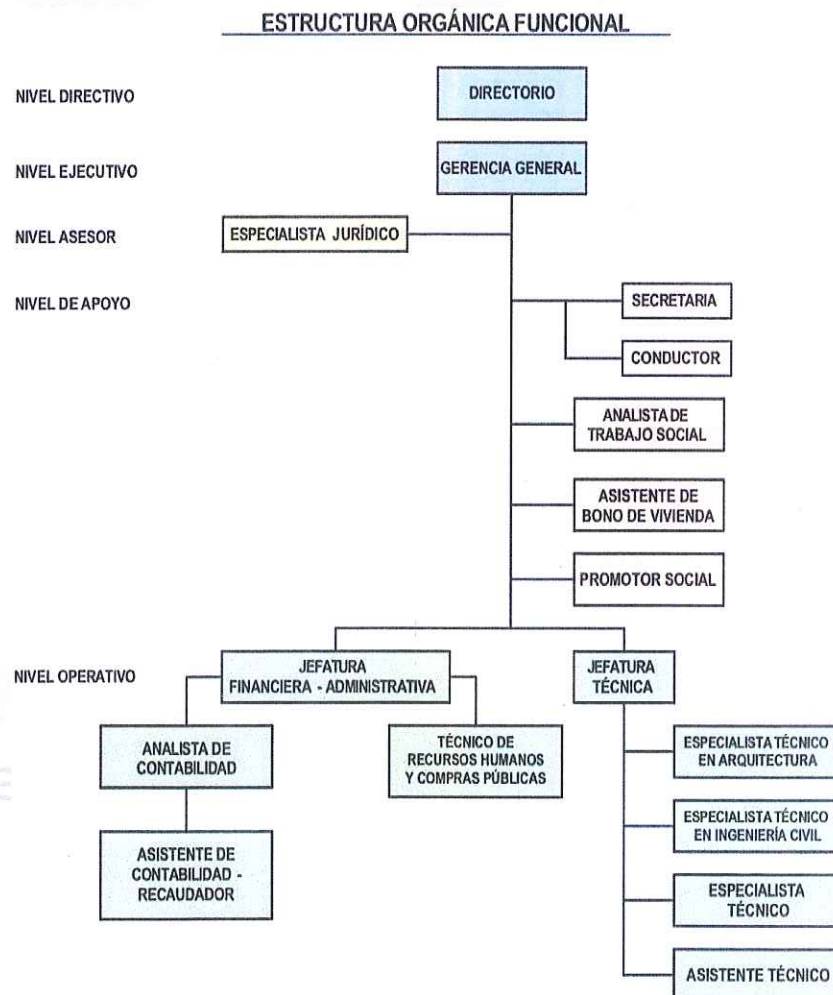 ESTRUCTURA ORGÁNICA FUNCIONAL
NIVEL DIRECTIVO
DIRECTORIO
NIVEL EJECUTIVO
GERENCIA GENERAL
NIVEL ASESOR
ESPECIALISTA JURÍDICO
NIVEL DE APOYO
SECRETARIA
CONDUCTOR
ANALISTA DE
TRABAJO SOCIAL
ASISTENTE DE
BONO DE VIVIENDA
PROMOTOR SOCIAL
NIVEL OPERATIVO
JEFATURA
FINANCIERA - ADMINISTRATIVA
JEFATURA
TÉCNICA
ANALISTA DE
CONTABILIDAD
TÉCNICO DE
RECURSOS HUMANOS
Y COMPRAS PÚBLICAS
ESPECIALISTA TÉCNICO
EN ARQUITECTURA
ASISTENTE DE
CONTABILIDAD -
RECAUDADOR
ESPECIALISTA TÉCNICO
EN INGENIERÍA CIVIL
ESPECIALISTA
TÉCNICO
ASISTENTE TÉCNICO